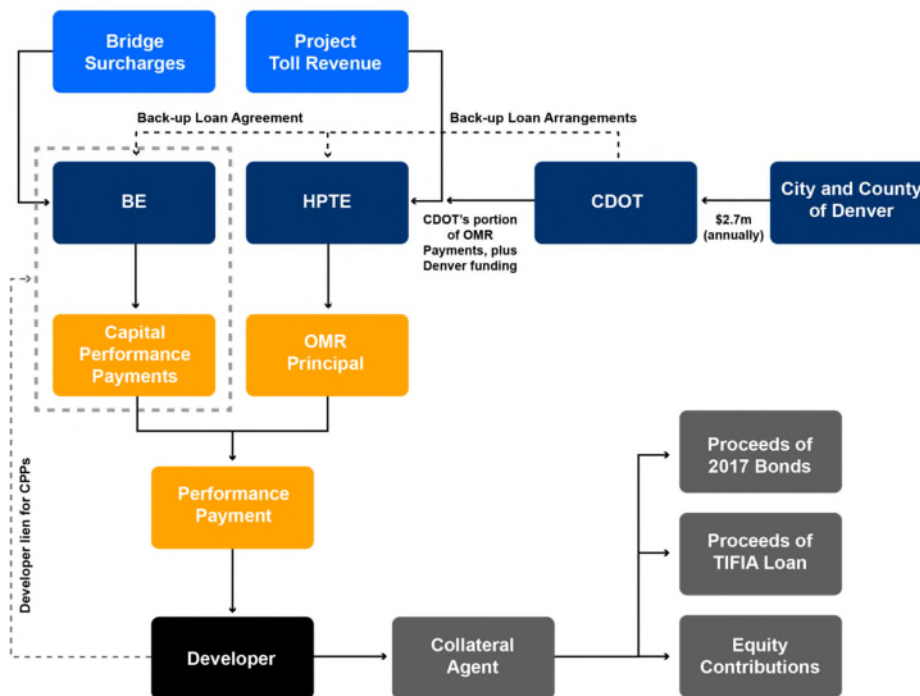 Bridge
Surcharges
Project
Toll Revenue
Back-up Loan Agreement
Back-up Loan Arrangements
BE
HPTE
CDOT
City and County
of Denver
CDOT's portion
of OMR
Payments, plus
Denver funding
$2.7m
(annually)
Capital
Performance
Payments
OMR
Principal
Developer lien for CPPs
Performance
Payment
Proceeds of
2017 Bonds
Proceeds of
TIFIA Loan
Developer
Collateral
Agent
Equity
Contributions